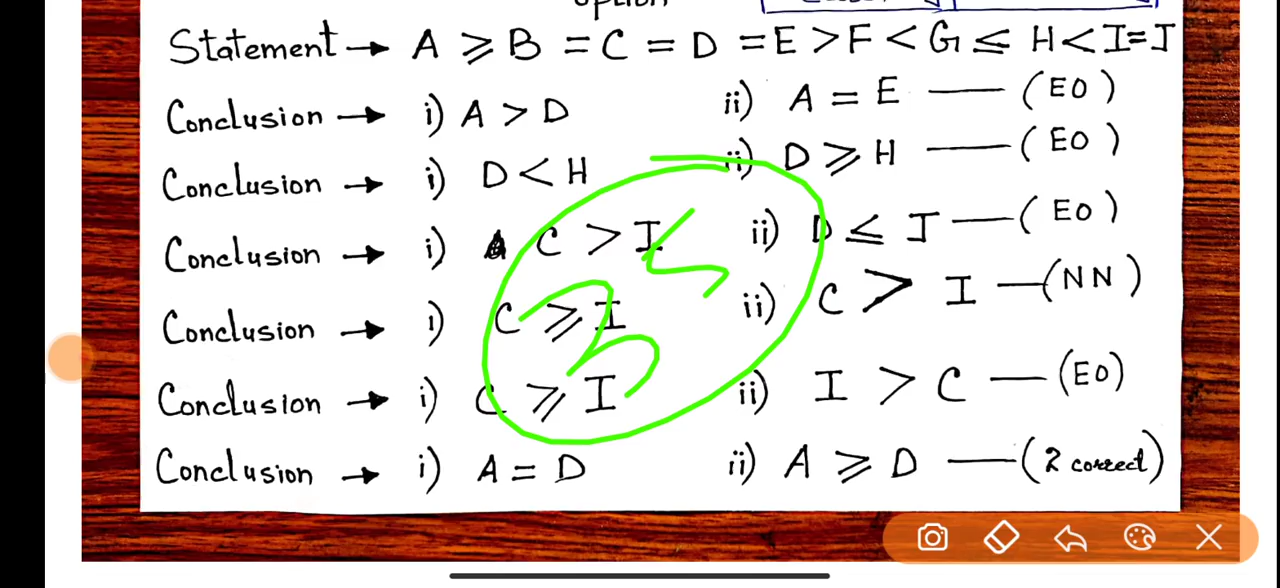 option
Statement → A ⩾ B = C = D = E > F < G ≤ H < I = J
Conclusion → i) A > D ii) A = E —— (EO)
Conclusion → i) D < H ii) D ⩾ H —— (EO)
Conclusion → i) C > I ii) D ≤ J —— (EO)
Conclusion → i) C ⩾ I ii) C > I —— (NN)
Conclusion → i) C ⩾ I ii) I > C —— (EO)
Conclusion → i) A = D ii) A ⩾ D —— (2 correct)